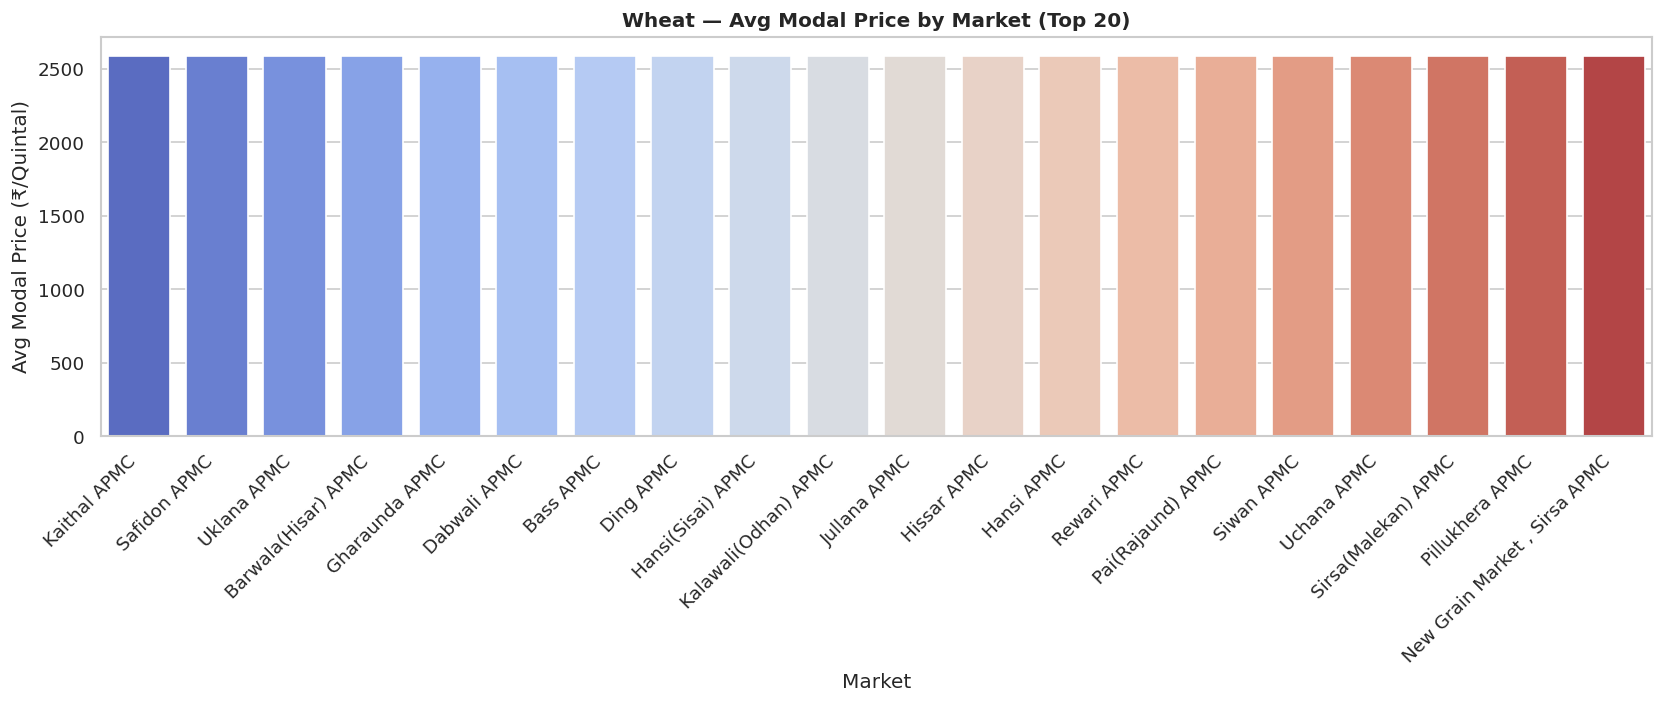 Wheat — Avg Modal Price by Market (Top 20)
Avg Modal Price (₹/Quintal)
2500
2000
1500
1000
500
0
Kaithal APMC
Safidon APMC
Uklana APMC
Barwala(Hisar) APMC
Gharaunda APMC
Dabwali APMC
Bass APMC
Ding APMC
Hansi(Sisai) APMC
Kalawali(Odhan) APMC
Jullana APMC
Hissar APMC
Hansi APMC
Rewari APMC
Pai(Rajaund) APMC
Siwan APMC
Uchana APMC
Sirsa(Malekan) APMC
Pillukhera APMC
New Grain Market , Sirsa APMC
Market